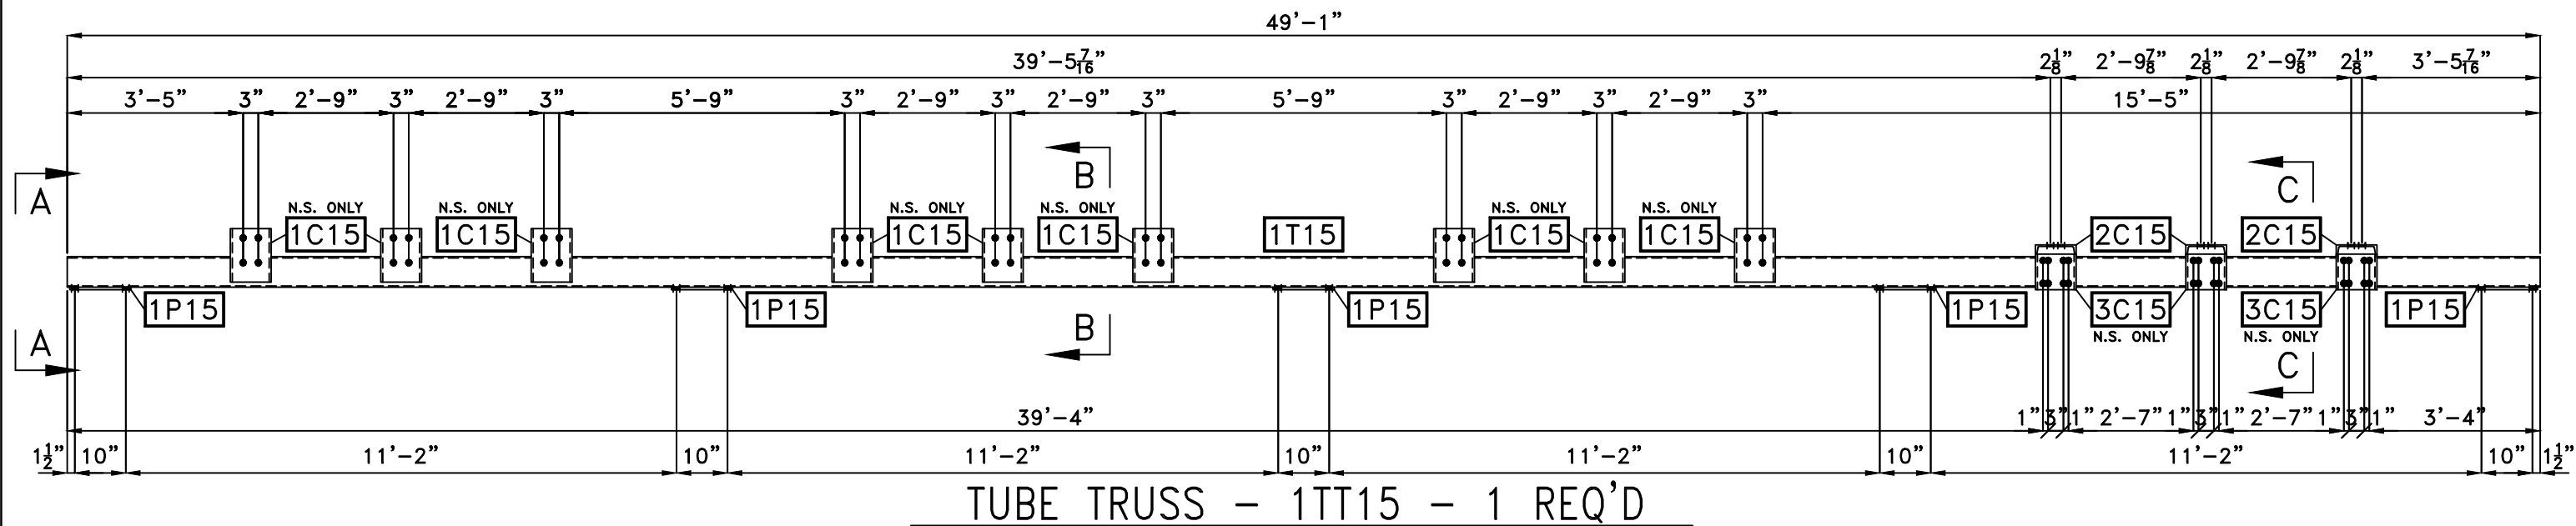 49'-1"
39'-5 7/16" 2 1/8" 2'-9 7/8" 2 1/8" 2'-9 7/8" 2 1/8" 3'-5 7/16"
3'-5" 3" 2'-9" 3" 2'-9" 3" 5'-9" 3" 2'-9" 3" 2'-9" 3" 5'-9" 3" 2'-9" 3" 2'-9" 3" 15'-5"
B
A C
N.S. ONLY N.S. ONLY N.S. ONLY N.S. ONLY N.S. ONLY N.S. ONLY
1C15 1C15 1C15 1C15 1T15 1C15 1C15 2C15 2C15
1P15 1P15 1P15 1P15 3C15 3C15 1P15
N.S. ONLY N.S. ONLY
A B
C
39'-4" 1" 3" 1" 2'-7" 1" 3" 1" 2'-7" 1" 3" 1" 3'-4"
1 1/2" 10" 11'-2" 10" 11'-2" 10" 11'-2" 10" 11'-2" 10" 1 1/2"
TUBE TRUSS - 1TT15 - 1 REQ'D